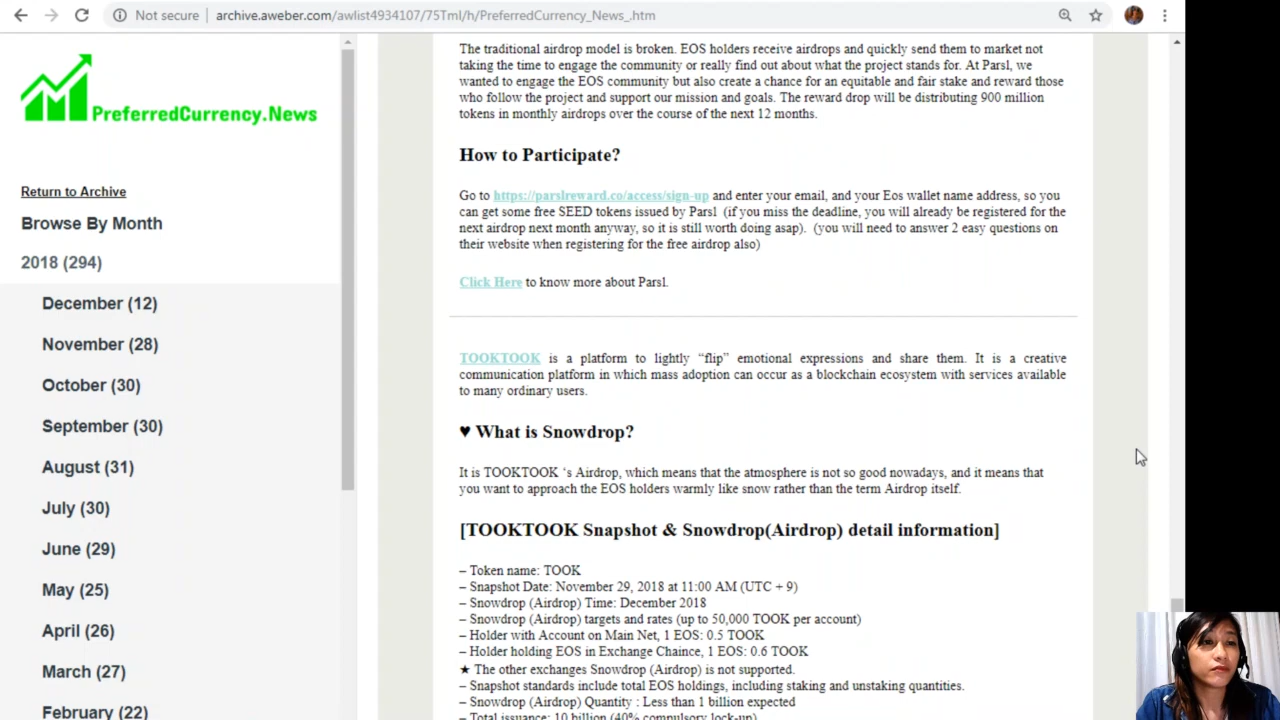 Not secure | archive.aweber.com/awlist4934107/75Tml/h/PreferredCurrency_News_.htm
PreferredCurrency.News
Return to Archive
Browse By Month
2018 (294)
December (12)
November (28)
October (30)
September (30)
August (31)
July (30)
June (29)
May (25)
April (26)
March (27)
February (22)
The traditional airdrop model is broken. EOS holders receive airdrops and quickly send them to market not
taking the time to engage the community or really find out about what the project stands for. At Parsl, we
wanted to engage the EOS community but also create a chance for an equitable and fair stake and reward those
who follow the project and support our mission and goals. The reward drop will be distributing 900 million
tokens in monthly airdrops over the course of the next 12 months.
How to Participate?
Go to https://parslreward.co/access/sign-up and enter your email, and your Eos wallet name address, so you
can get some free SEED tokens issued by Parsl (if you miss the deadline, you will already be registered for the
next airdrop next month anyway, so it is still worth doing asap). (you will need to answer 2 easy questions on
their website when registering for the free airdrop also)
Click Here to know more about Parsl.
TOOKTOOK is a platform to lightly “flip” emotional expressions and share them. It is a creative
communication platform in which mass adoption can occur as a blockchain ecosystem with services available
to many ordinary users.
♥ What is Snowdrop?
It is TOOKTOOK ‘s Airdrop, which means that the atmosphere is not so good nowadays, and it means that
you want to approach the EOS holders warmly like snow rather than the term Airdrop itself.
[TOOKTOOK Snapshot & Snowdrop(Airdrop) detail information]
– Token name: TOOK
– Snapshot Date: November 29, 2018 at 11:00 AM (UTC + 9)
– Snowdrop (Airdrop) Time: December 2018
– Snowdrop (Airdrop) targets and rates (up to 50,000 TOOK per account)
– Holder with Account on Main Net, 1 EOS: 0.5 TOOK
– Holder holding EOS in Exchange Chaince, 1 EOS: 0.6 TOOK
★ The other exchanges Snowdrop (Airdrop) is not supported.
– Snapshot standards include total EOS holdings, including staking and unstaking quantities.
– Snowdrop (Airdrop) Quantity : Less than 1 billion expected
– Total issuance: 10 billion (40% compulsory lock-up)